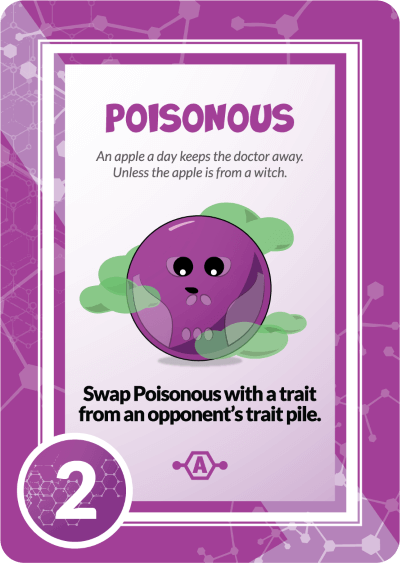 POISONOUS
An apple a day keeps the doctor away.
Unless the apple is from a witch.
Swap Poisonous with a trait
from an opponent's trait pile.
A
2